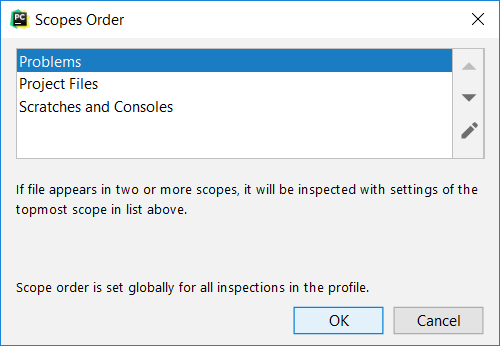 PC
Scopes Order
Problems
Project Files
Scratches and Consoles
If file appears in two or more scopes, it will be inspected with settings of the
topmost scope in list above.
Scope order is set globally for all inspections in the profile.
OK
Cancel